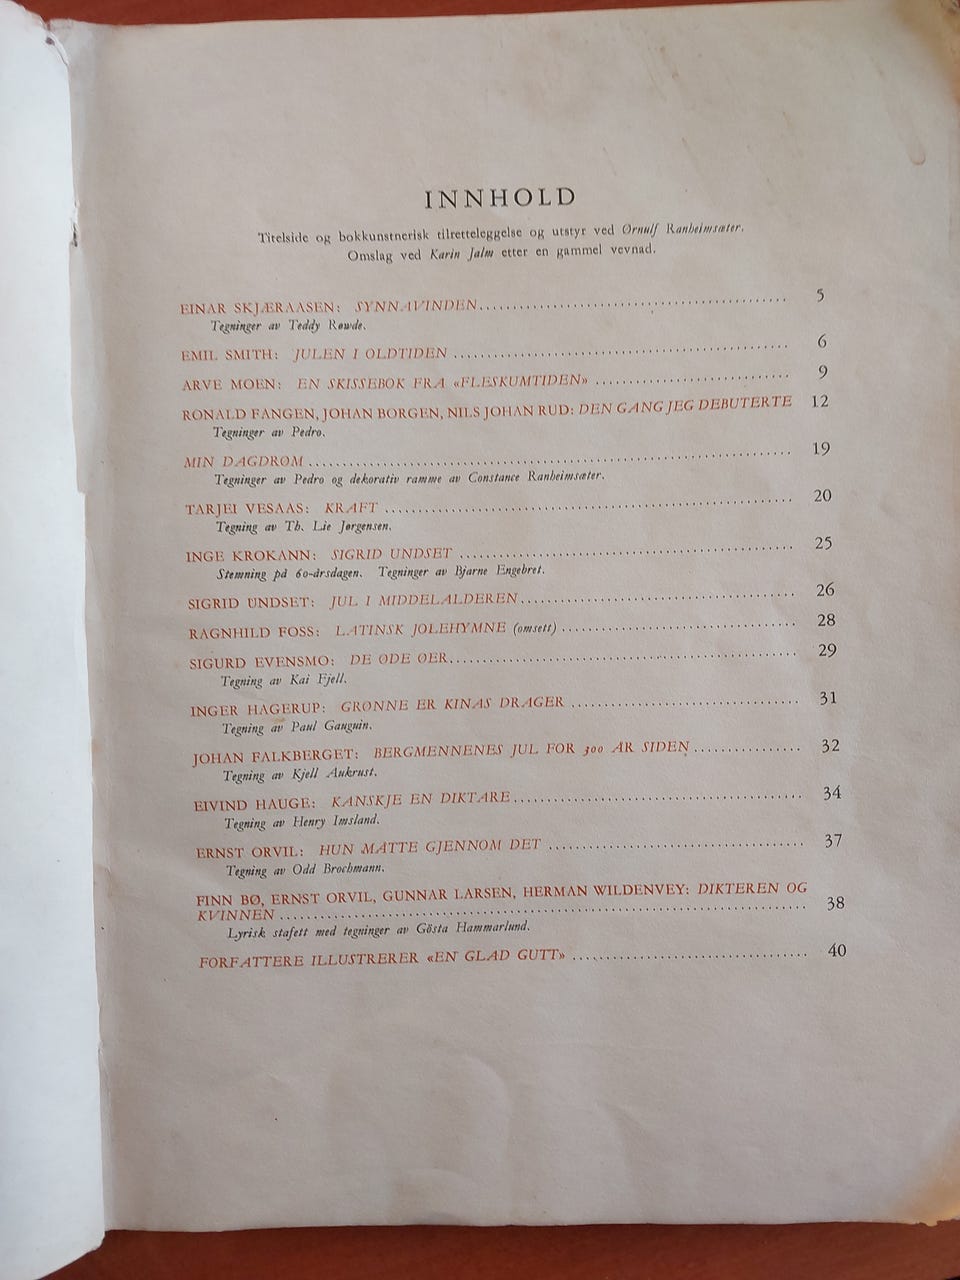 INNHOLD
Titelside og bokkunstnerisk tilretteleggelse og utstyr ved Ørnulf Ranheimsæter.
Omslag ved Karin Jalm etter en gammel vevnad.
EINAR SKJÆRAASEN: SYNNAVINDEN 5
Tegninger av Teddy Røwde.
EMIL SMITH: JULEN I OLDTIDEN 6
ARVE MOEN: EN SKISSEBOK FRA «FLESKUMTIDEN» 9
RONALD FANGEN, JOHAN BORGEN, NILS JOHAN RUD: DEN GANG JEG DEBUTERTE 12
Tegninger av Pedro.
MIN DAGDRØM 19
Tegninger av Pedro og dekorativ ramme av Constance Ranheimsæter.
TARJEI VESAAS: KRAFT 20
Tegning av Th. Lie Jørgensen.
INGE KROKANN: SIGRID UNDSET 25
Stemning på 60-årsdagen. Tegninger av Bjarne Engebret.
SIGRID UNDSET: JUL I MIDDELALDEREN 26
RAGNHILD FOSS: LATINSK JOLEHYMNE (omsett) 28
SIGURD EVENSMO: DE ØDE ØER 29
Tegning av Kai Fjell.
INGER HAGERUP: GRØNNE ER KINAS DRAGER 31
Tegning av Paul Gauguin.
JOHAN FALKBERGET: BERGMENNENES JUL FOR 300 ÅR SIDEN 32
Tegning av Kjell Aukrust.
EIVIND HAUGE: KANSKJE EN DIKTARE 34
Tegning av Henry Imsland.
ERNST ORVIL: HUN MÅTTE GJENNOM DET 37
Tegning av Odd Brochmann.
FINN BØ, ERNST ORVIL, GUNNAR LARSEN, HERMAN WILDENVEY: DIKTEREN OG
KVINNEN 38
Lyrisk stafett med tegninger av Gösta Hammarlund.
FORFATTERE ILLUSTRERER «EN GLAD GUTT» 40